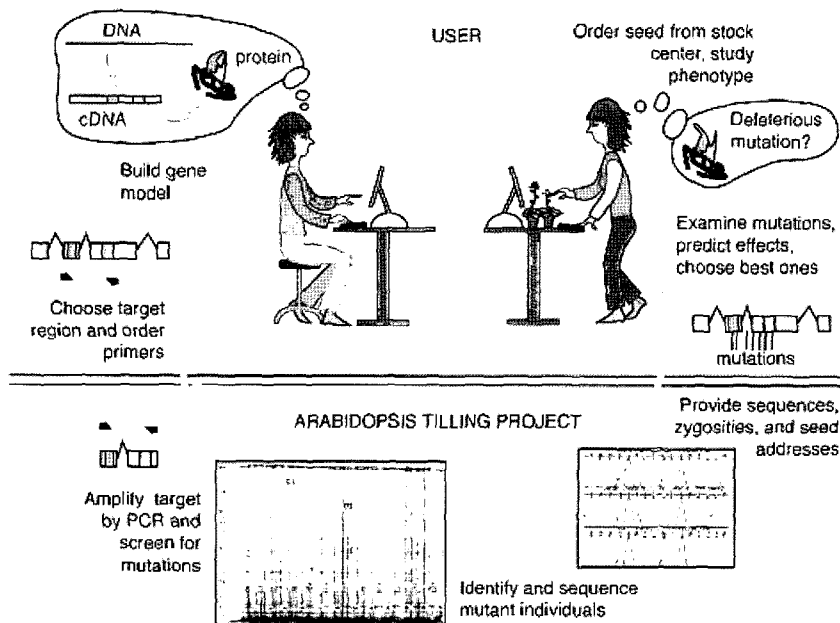 DNA
protein
cDNA
Build gene
model
Choose target
region and order
primers
USER
Order seed from stock
center, study
phenotype
Deleterious
mutation?
Examine mutations,
predict effects,
choose best ones
mutations
ARABIDOPSIS TILLING PROJECT
Amplify target
by PCR and
screen for
mutations
Identify and sequence
mutant individuals
Provide sequences,
zygosities, and seed
addresses